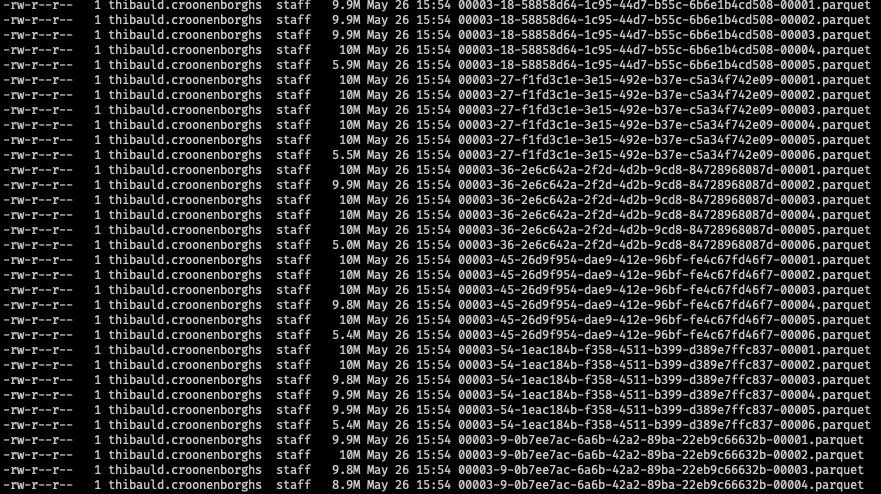 -rw-r--r-- 1 thibauld.croonenborghs staff 9.9M May 26 15:54 00003-18-58858d64-1c95-44d7-b55c-6b6e1b4cd508-00001.parquet
-rw-r--r-- 1 thibauld.croonenborghs staff 9.9M May 26 15:54 00003-18-58858d64-1c95-44d7-b55c-6b6e1b4cd508-00002.parquet
-rw-r--r-- 1 thibauld.croonenborghs staff 9.9M May 26 15:54 00003-18-58858d64-1c95-44d7-b55c-6b6e1b4cd508-00003.parquet
-rw-r--r-- 1 thibauld.croonenborghs staff 10M May 26 15:54 00003-18-58858d64-1c95-44d7-b55c-6b6e1b4cd508-00004.parquet
-rw-r--r-- 1 thibauld.croonenborghs staff 5.9M May 26 15:54 00003-18-58858d64-1c95-44d7-b55c-6b6e1b4cd508-00005.parquet
-rw-r--r-- 1 thibauld.croonenborghs staff 10M May 26 15:54 00003-27-f1fd3c1e-3e15-492e-b37e-c5a34f742e09-00001.parquet
-rw-r--r-- 1 thibauld.croonenborghs staff 10M May 26 15:54 00003-27-f1fd3c1e-3e15-492e-b37e-c5a34f742e09-00002.parquet
-rw-r--r-- 1 thibauld.croonenborghs staff 10M May 26 15:54 00003-27-f1fd3c1e-3e15-492e-b37e-c5a34f742e09-00003.parquet
-rw-r--r-- 1 thibauld.croonenborghs staff 10M May 26 15:54 00003-27-f1fd3c1e-3e15-492e-b37e-c5a34f742e09-00004.parquet
-rw-r--r-- 1 thibauld.croonenborghs staff 10M May 26 15:54 00003-27-f1fd3c1e-3e15-492e-b37e-c5a34f742e09-00005.parquet
-rw-r--r-- 1 thibauld.croonenborghs staff 5.5M May 26 15:54 00003-27-f1fd3c1e-3e15-492e-b37e-c5a34f742e09-00006.parquet
-rw-r--r-- 1 thibauld.croonenborghs staff 10M May 26 15:54 00003-36-2e6c642a-2f2d-4d2b-9cd8-84728968087d-00001.parquet
-rw-r--r-- 1 thibauld.croonenborghs staff 9.9M May 26 15:54 00003-36-2e6c642a-2f2d-4d2b-9cd8-84728968087d-00002.parquet
-rw-r--r-- 1 thibauld.croonenborghs staff 10M May 26 15:54 00003-36-2e6c642a-2f2d-4d2b-9cd8-84728968087d-00003.parquet
-rw-r--r-- 1 thibauld.croonenborghs staff 10M May 26 15:54 00003-36-2e6c642a-2f2d-4d2b-9cd8-84728968087d-00004.parquet
-rw-r--r-- 1 thibauld.croonenborghs staff 10M May 26 15:54 00003-36-2e6c642a-2f2d-4d2b-9cd8-84728968087d-00005.parquet
-rw-r--r-- 1 thibauld.croonenborghs staff 5.0M May 26 15:54 00003-36-2e6c642a-2f2d-4d2b-9cd8-84728968087d-00006.parquet
-rw-r--r-- 1 thibauld.croonenborghs staff 10M May 26 15:54 00003-45-26d9f954-dae9-412e-96bf-fe4c67fd46f7-00001.parquet
-rw-r--r-- 1 thibauld.croonenborghs staff 10M May 26 15:54 00003-45-26d9f954-dae9-412e-96bf-fe4c67fd46f7-00002.parquet
-rw-r--r-- 1 thibauld.croonenborghs staff 10M May 26 15:54 00003-45-26d9f954-dae9-412e-96bf-fe4c67fd46f7-00003.parquet
-rw-r--r-- 1 thibauld.croonenborghs staff 9.8M May 26 15:54 00003-45-26d9f954-dae9-412e-96bf-fe4c67fd46f7-00004.parquet
-rw-r--r-- 1 thibauld.croonenborghs staff 10M May 26 15:54 00003-45-26d9f954-dae9-412e-96bf-fe4c67fd46f7-00005.parquet
-rw-r--r-- 1 thibauld.croonenborghs staff 5.4M May 26 15:54 00003-45-26d9f954-dae9-412e-96bf-fe4c67fd46f7-00006.parquet
-rw-r--r-- 1 thibauld.croonenborghs staff 10M May 26 15:54 00003-54-1eac184b-f358-4511-b399-d389e7ffc837-00001.parquet
-rw-r--r-- 1 thibauld.croonenborghs staff 10M May 26 15:54 00003-54-1eac184b-f358-4511-b399-d389e7ffc837-00002.parquet
-rw-r--r-- 1 thibauld.croonenborghs staff 9.8M May 26 15:54 00003-54-1eac184b-f358-4511-b399-d389e7ffc837-00003.parquet
-rw-r--r-- 1 thibauld.croonenborghs staff 9.9M May 26 15:54 00003-54-1eac184b-f358-4511-b399-d389e7ffc837-00004.parquet
-rw-r--r-- 1 thibauld.croonenborghs staff 9.9M May 26 15:54 00003-54-1eac184b-f358-4511-b399-d389e7ffc837-00005.parquet
-rw-r--r-- 1 thibauld.croonenborghs staff 5.4M May 26 15:54 00003-54-1eac184b-f358-4511-b399-d389e7ffc837-00006.parquet
-rw-r--r-- 1 thibauld.croonenborghs staff 9.9M May 26 15:54 00003-9-0b7ee7ac-6a6b-42a2-89ba-22eb9c66632b-00001.parquet
-rw-r--r-- 1 thibauld.croonenborghs staff 10M May 26 15:54 00003-9-0b7ee7ac-6a6b-42a2-89ba-22eb9c66632b-00002.parquet
-rw-r--r-- 1 thibauld.croonenborghs staff 9.8M May 26 15:54 00003-9-0b7ee7ac-6a6b-42a2-89ba-22eb9c66632b-00003.parquet
-rw-r--r-- 1 thibauld.croonenborghs staff 8.9M May 26 15:54 00003-9-0b7ee7ac-6a6b-42a2-89ba-22eb9c66632b-00004.parquet